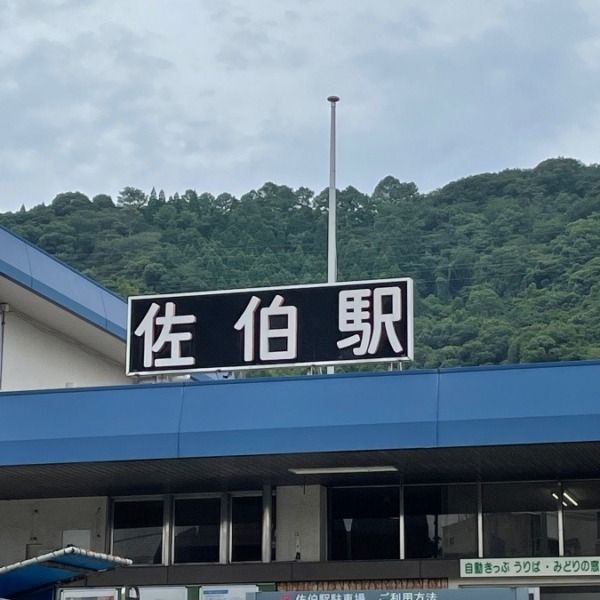 佐伯駅
自動きっぷうりば・みどりの窓
佐伯駅駐車場 ご利用方法